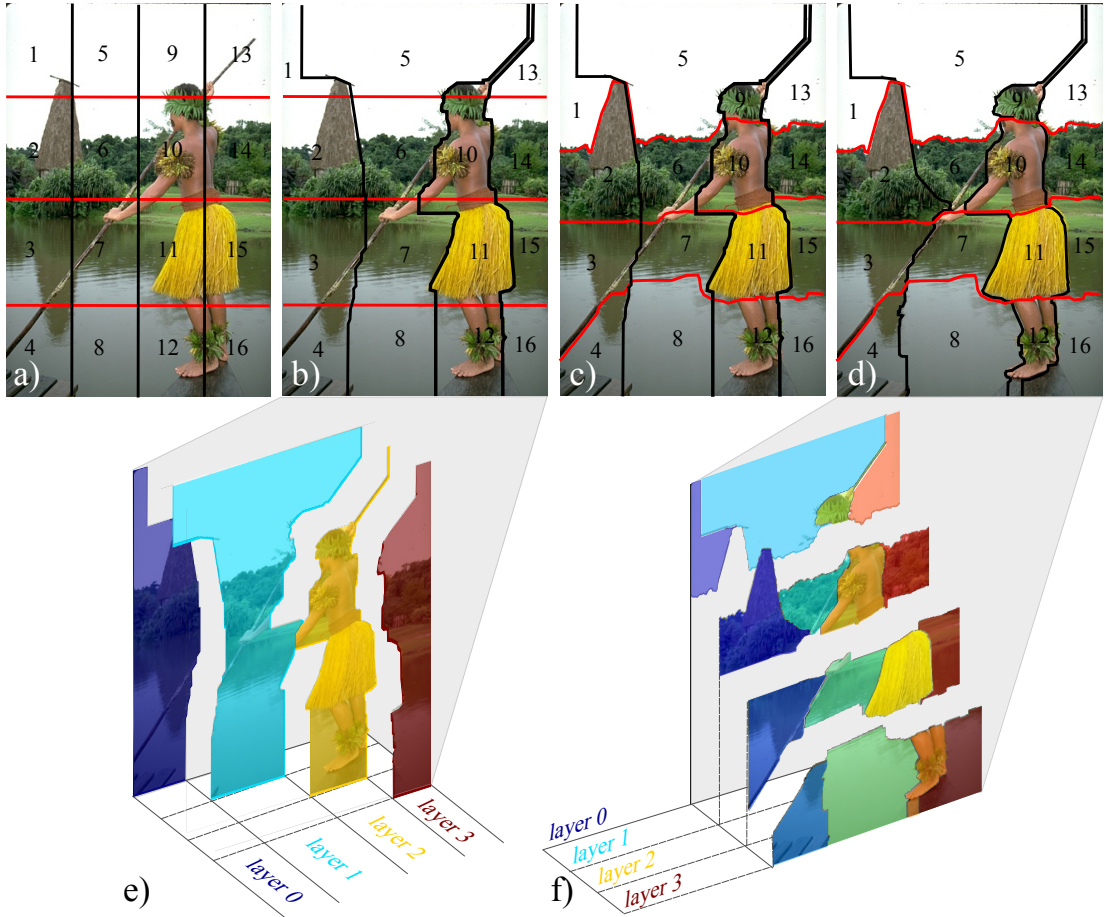 1 5 9 13
2 6 10 14
3 7 11 15
4 8 12 16
a)
1 5 13
2 6 10 14
3 7 11 15
4 8 12 16
b)
5
1 9 13
2 6 10 14
3 7 11 15
4 8 12 16
c)
5
1 9 13
2 6 10 14
3 7 11 15
4 8 12 16
d)
layer 0
layer 1
layer 2
layer 3
e)
layer 0
layer 1
layer 2
layer 3
f)